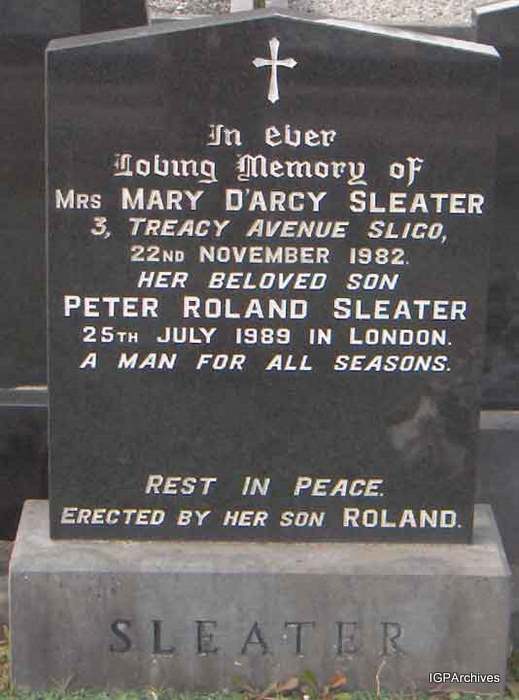 In Ever
Loving Memory of
MRS MARY D'ARCY SLEATER
3, TREACY AVENUE SLIGO,
22ND NOVEMBER 1982.
HER BELOVED SON
PETER ROLAND SLEATER
25TH JULY 1989 IN LONDON.
A MAN FOR ALL SEASONS.
REST IN PEACE.
ERECTED BY HER SON ROLAND.
SLEATER
IGPArchives